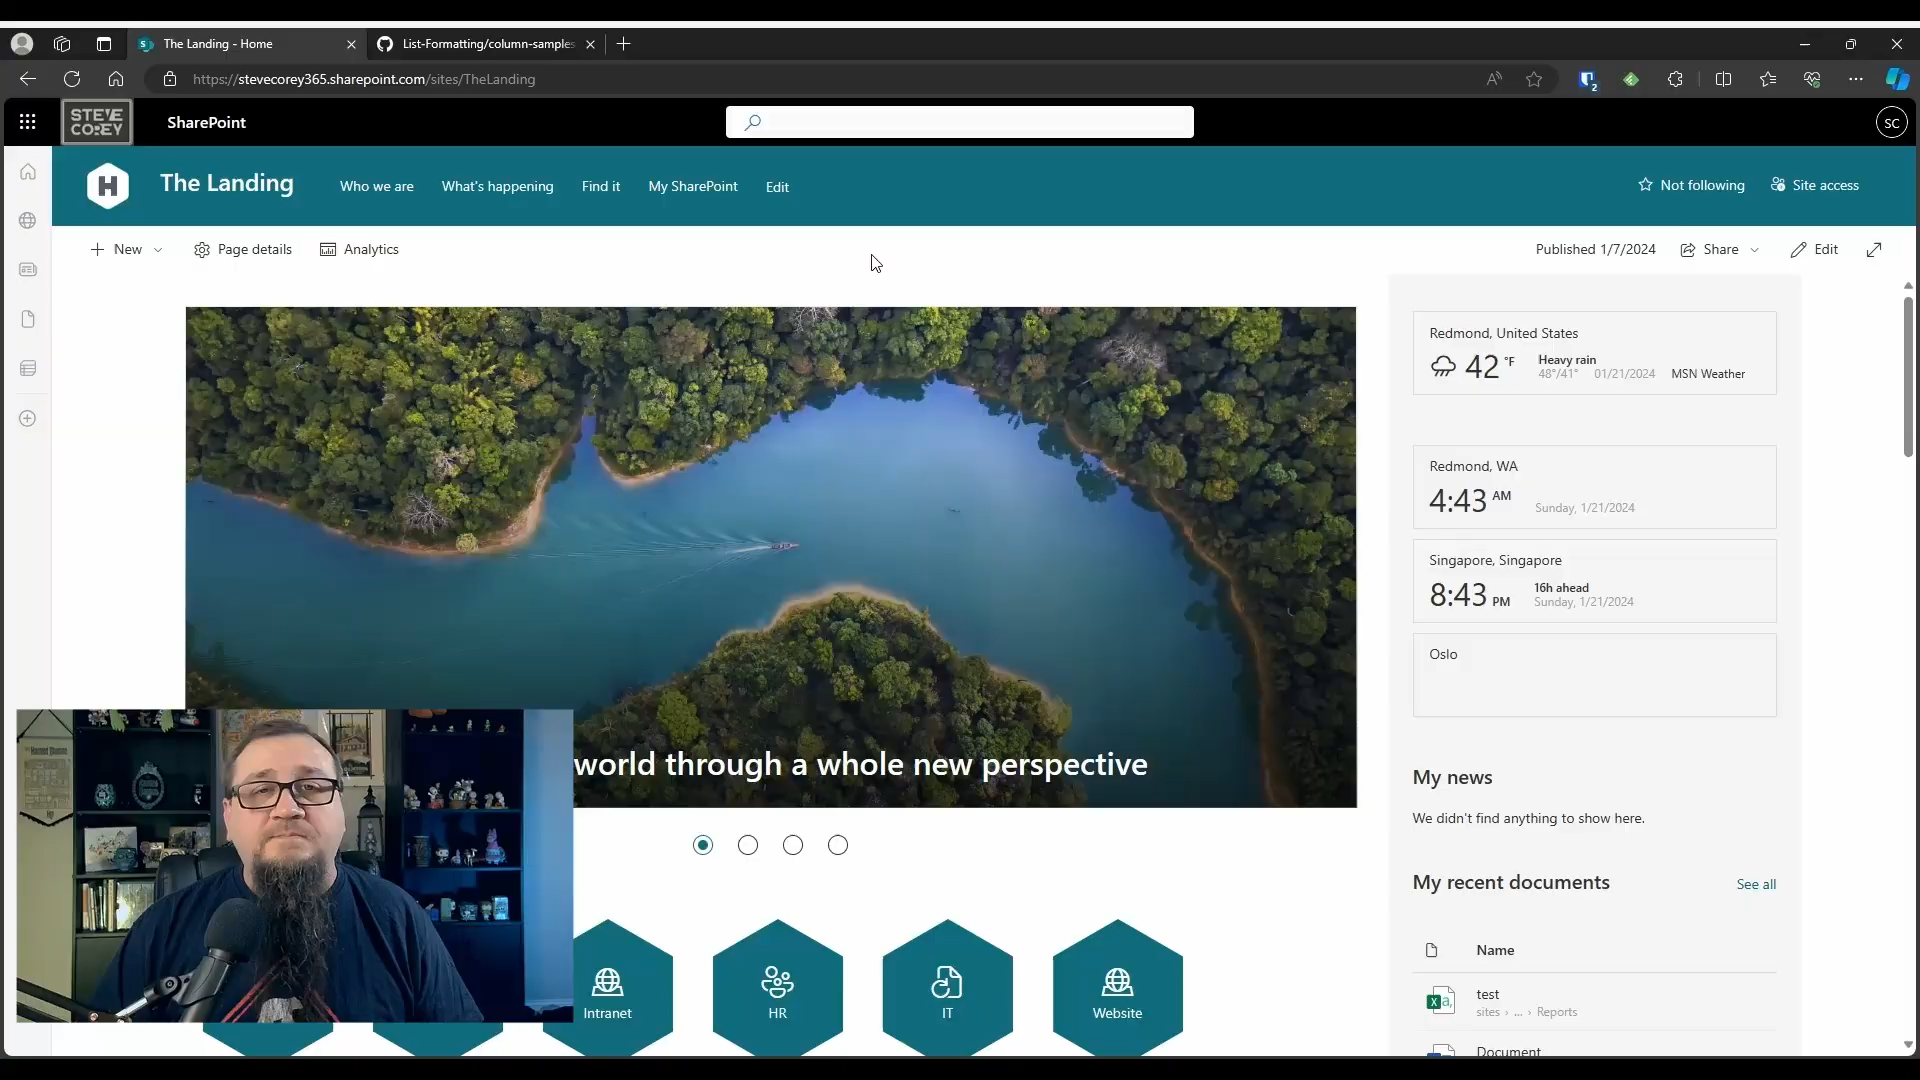 The Landing - Home
List-Formatting/column-samples
https://stevecorey365.sharepoint.com/sites/TheLanding
2
STEVE
COREY
SharePoint
SC
H
The Landing
Who we are
What's happening
Find it
My SharePoint
Edit
Not following
Site access
New
Page details
Analytics
Published 1/7/2024
Share
Edit
world through a whole new perspective
Redmond, United States
42 °F
Heavy rain
48°/41°
01/21/2024
MSN Weather
Redmond, WA
4:43 AM
Sunday, 1/21/2024
Singapore, Singapore
8:43 PM
16h ahead
Sunday, 1/21/2024
Oslo
My news
We didn't find anything to show here.
My recent documents
See all
Name
test
sites › ... › Reports
Document
Intranet
HR
IT
Website